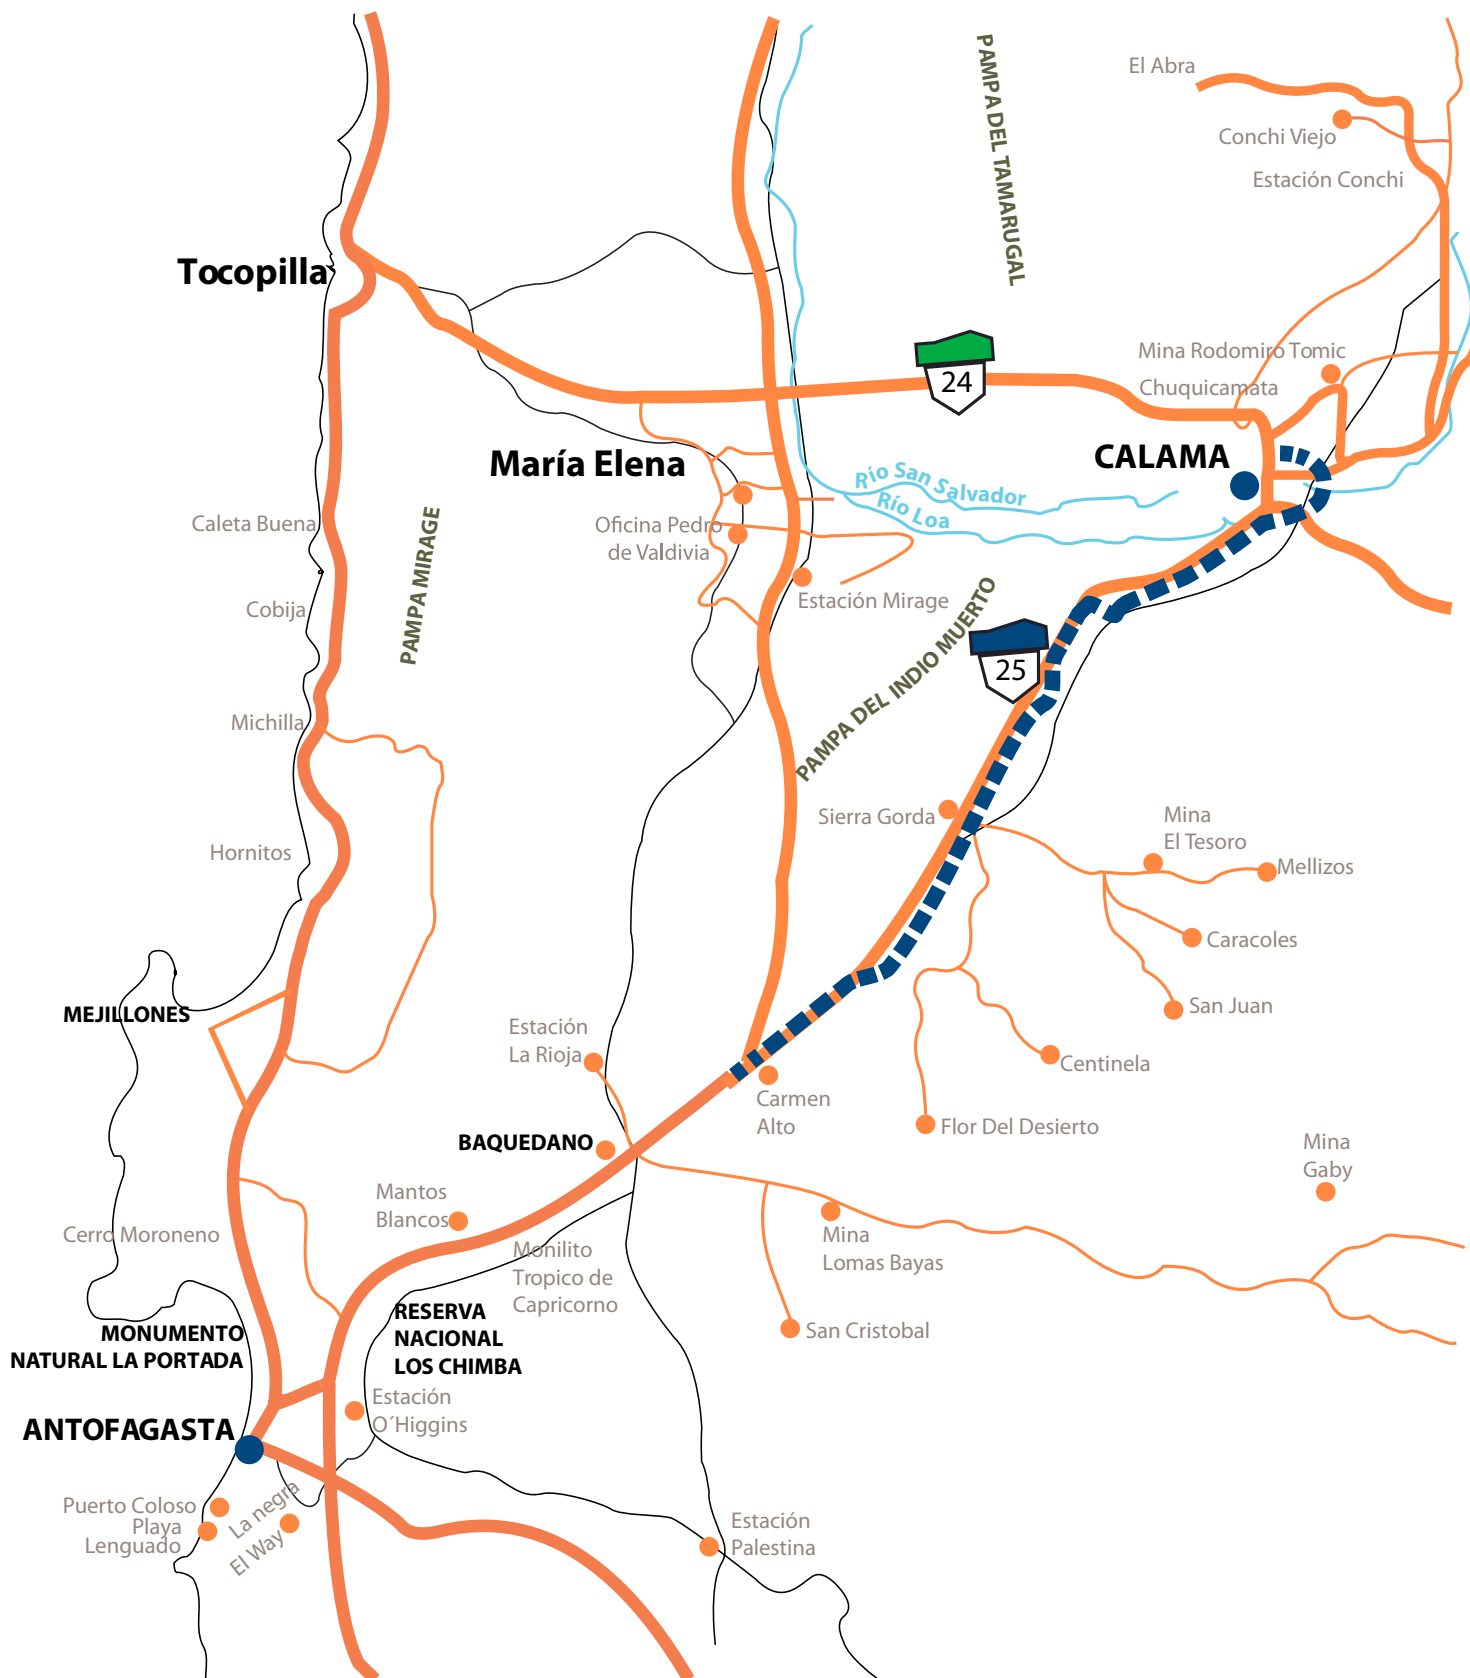 El Abra
PAMPA DEL TAMARUGAL
Conchi Viejo
Estación Conchi
Tocopilla
Mina Rodomiro Tomic
24
Chuquicamata
CALAMA
María Elena
Río San Salvador
Río Loa
Caleta Buena
Oficina Pedro
de Valdivia
PAMPA MIRAGE
Estación Mirage
Cobija
PAMPA DEL INDIO MUERTO
25
Michilla
Sierra Gorda
Mina
El Tesoro
Hornitos
Mellizos
Caracoles
MEJILLONES
San Juan
Estación
La Rioja
Centinela
Carmen
Alto
Flor Del Desierto
BAQUEDANO
Mina
Gaby
Mantos
Blancos
Cerro Moroneno
Mina
Lomas Bayas
Monilito
Tropico de
Capricorno
RESERVA
NACIONAL
LOS CHIMBA
San Cristobal
MONUMENTO
NATURAL LA PORTADA
Estación
O´Higgins
ANTOFAGASTA
Puerto Coloso
Playa
Lenguado
La negra
El Way
Estación
Palestina